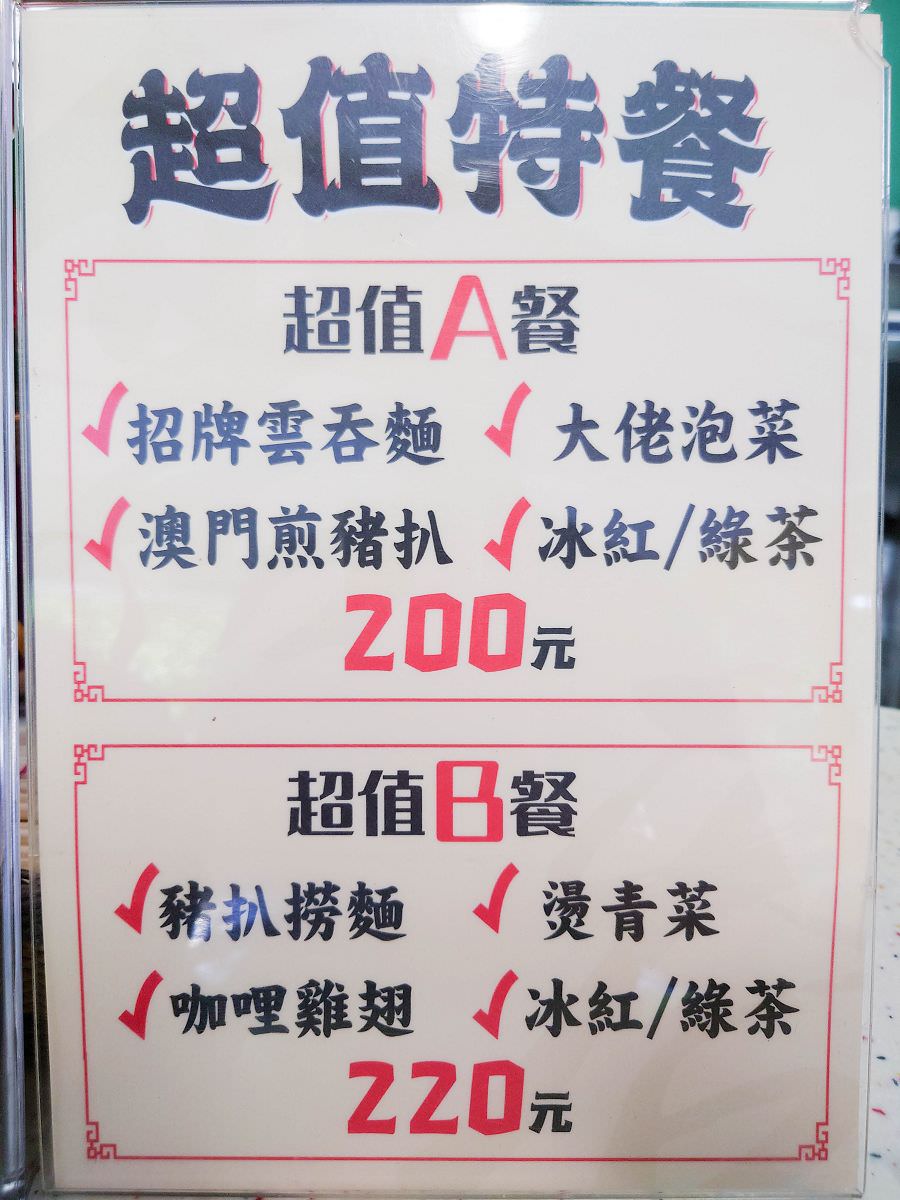 超值特餐
超值A餐
✓招牌雲吞麵 ✓大佬泡菜
✓澳門煎豬扒 ✓冰紅/綠茶
200元
超值B餐
✓豬扒撈麵 ✓燙青菜
✓咖哩雞翅 ✓冰紅/綠茶
220元